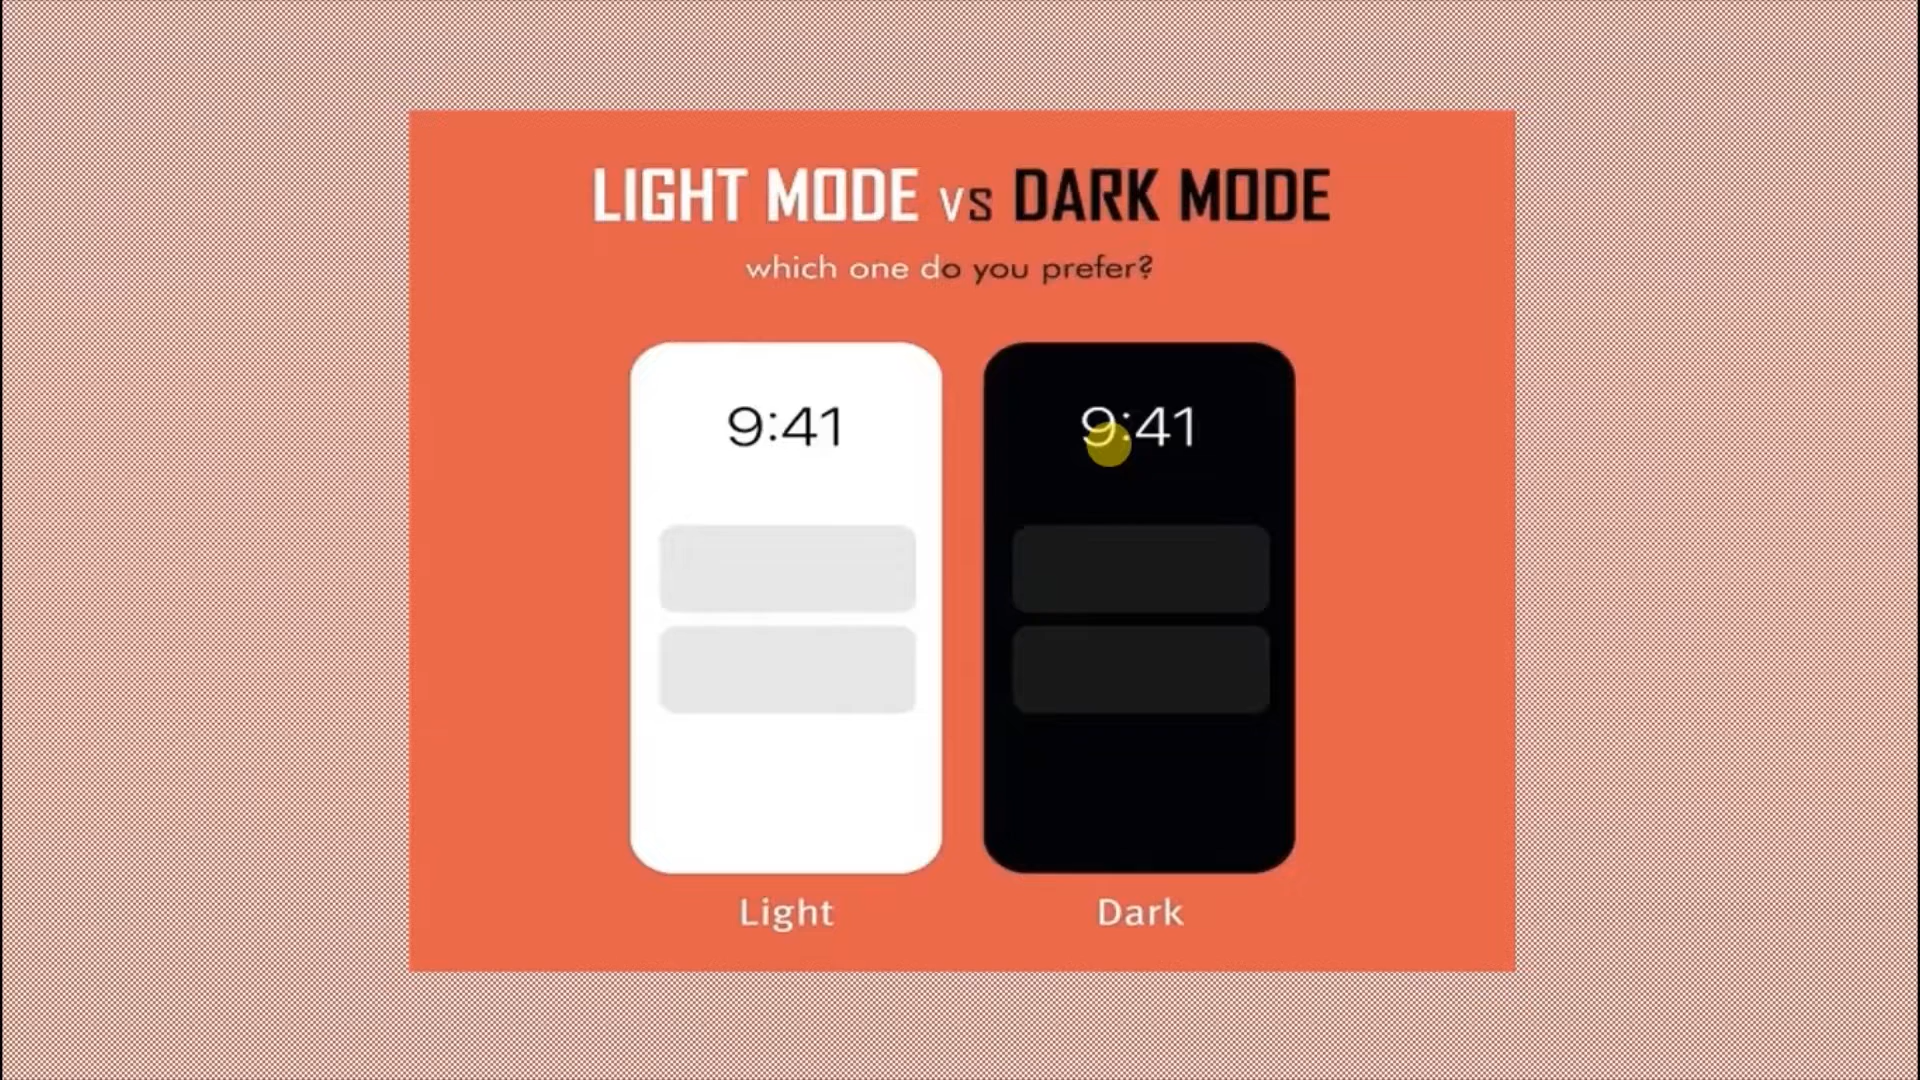 LIGHT MODE vs DARK MODE
which one do you prefer?
9:41
9:41
Light
Dark